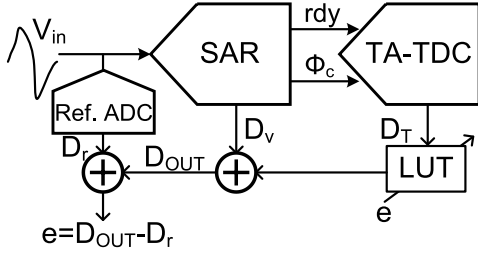 V_in
SAR
rdy
Φ_c
TA-TDC
Ref. ADC
D_r
D_OUT
D_v
D_T
LUT
e
e=D_OUT-D_r